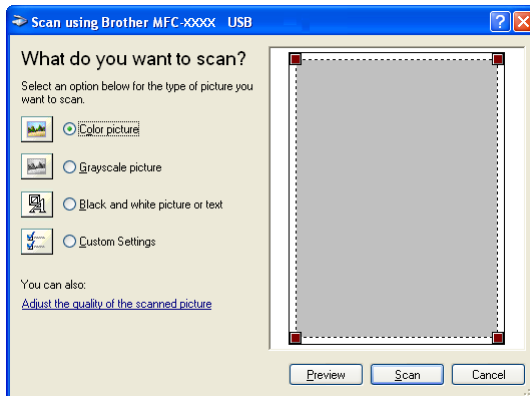 Scan using Brother MFC-XXXX USB
What do you want to scan?
Select an option below for the type of picture you
want to scan.
Color picture
Grayscale picture
Black and white picture or text
Custom Settings
You can also:
Adjust the quality of the scanned picture
Preview
Scan
Cancel